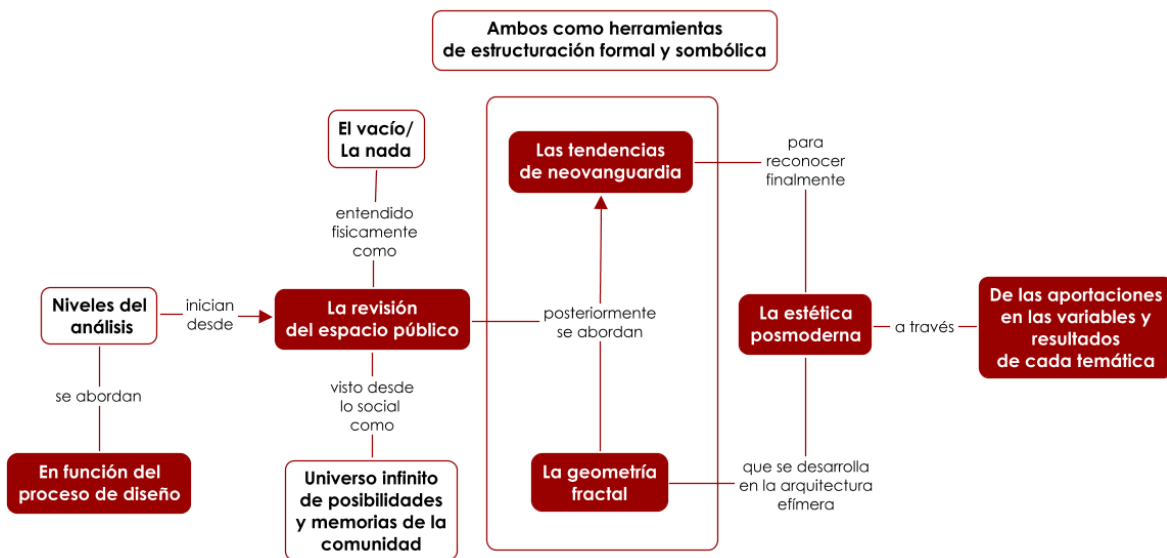 Ambos como herramientas
de estructuración formal y sombólica
El vacío/
La nada
entendido
fisicamente
como
Niveles del
análisis
inician
desde
La revisión
del espacio público
se abordan
En función del
proceso de diseño
visto desde
lo social
como
Universo infinito
de posibilidades
y memorias de la
comunidad
posteriormente
se abordan
Las tendencias
de neovanguardia
La geometría
fractal
para
reconocer
finalmente
La estética
posmoderna
que se desarrolla
en la arquitectura
efímera
a través
De las aportaciones
en las variables y
resultados
de cada temática